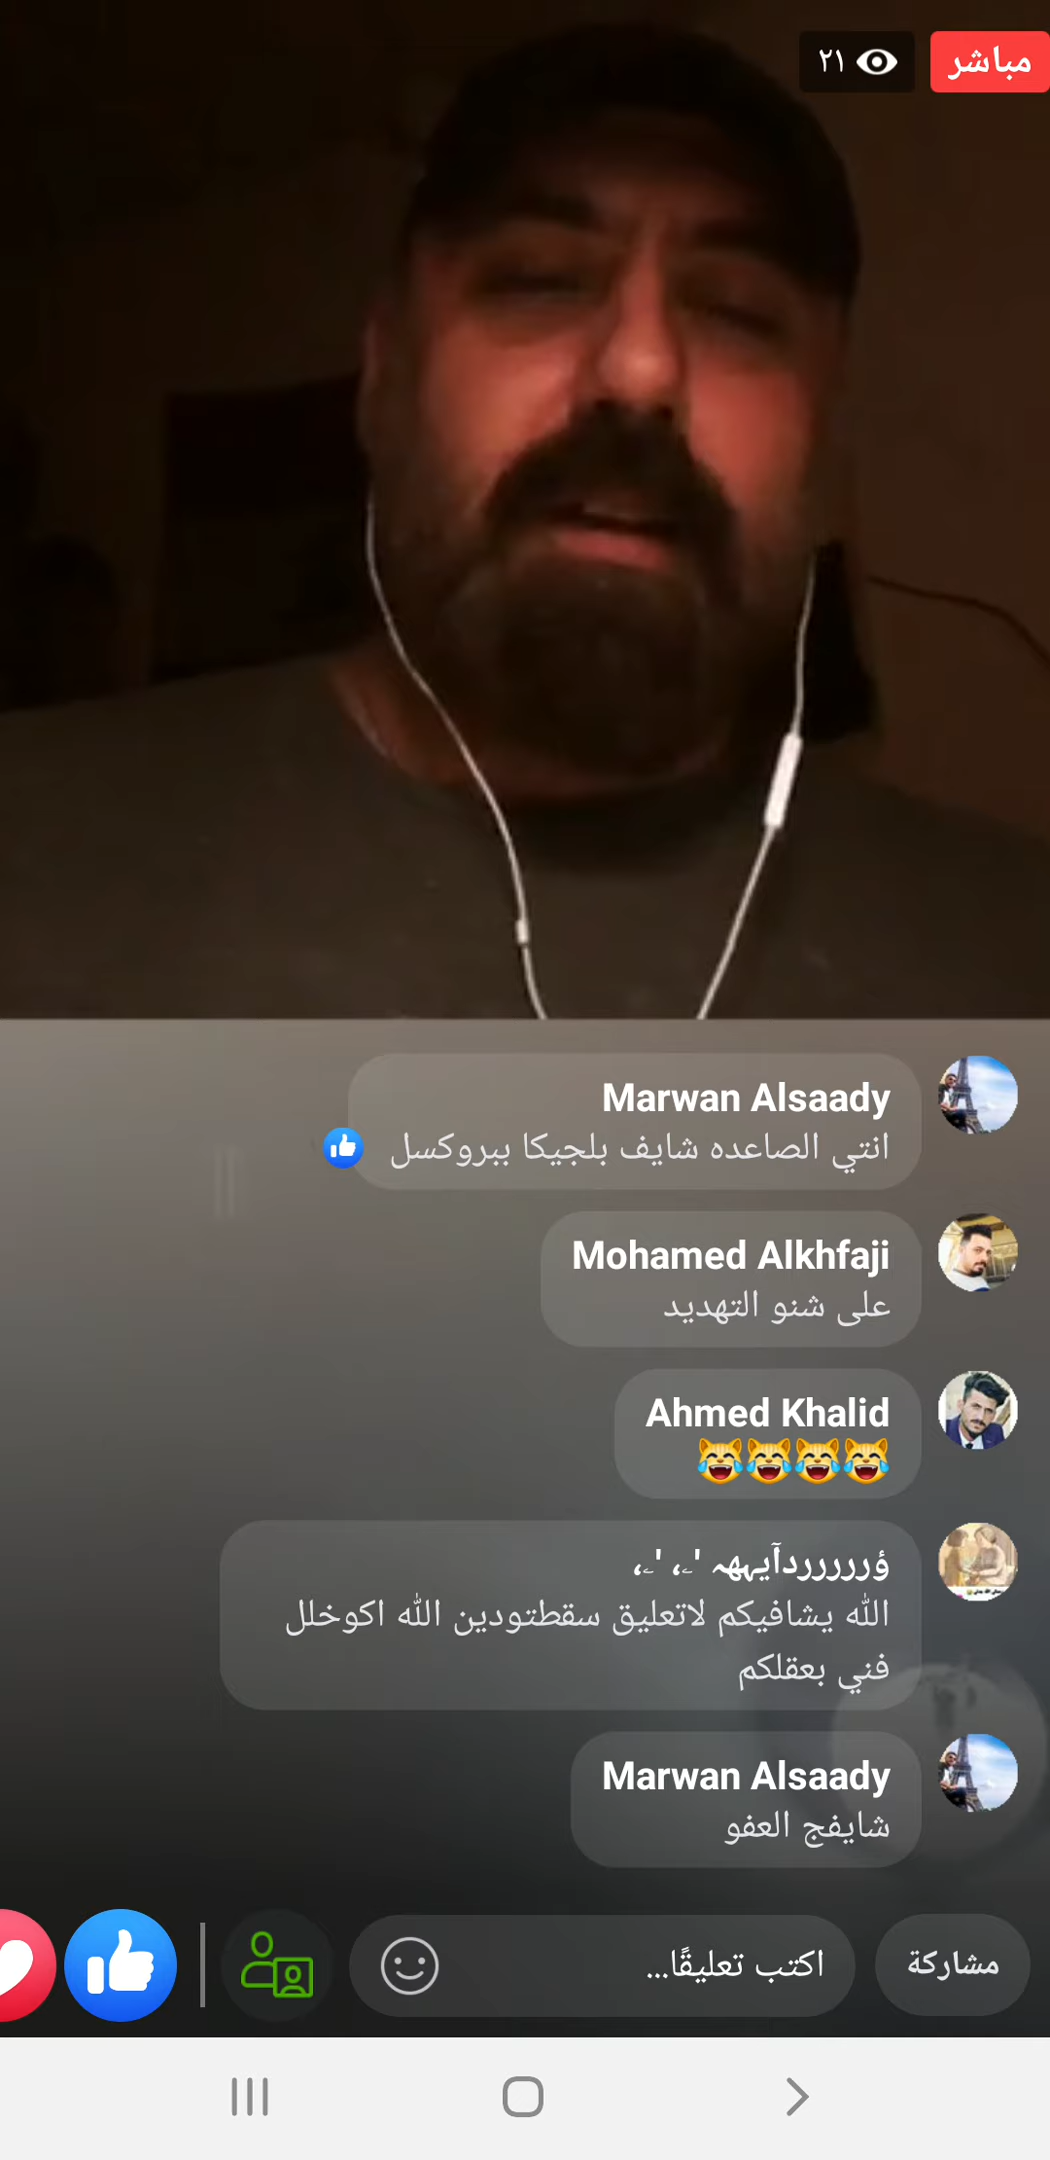 مباشر
٢١
Marwan Alsaady
انتي الصاعده شايف بلجيكا ببروكسل
Mohamed Alkhfaji
على شنو التهديد
Ahmed Khalid
😹😹😹😹
ؤرررررردآيهہ '۔، '۔،
الله يشافيكم لاتعليق سقطتودين الله اكوخلل
فني بعقلكم
Marwan Alsaady
شايفج العفو
اكتب تعليقًا...
مشاركة